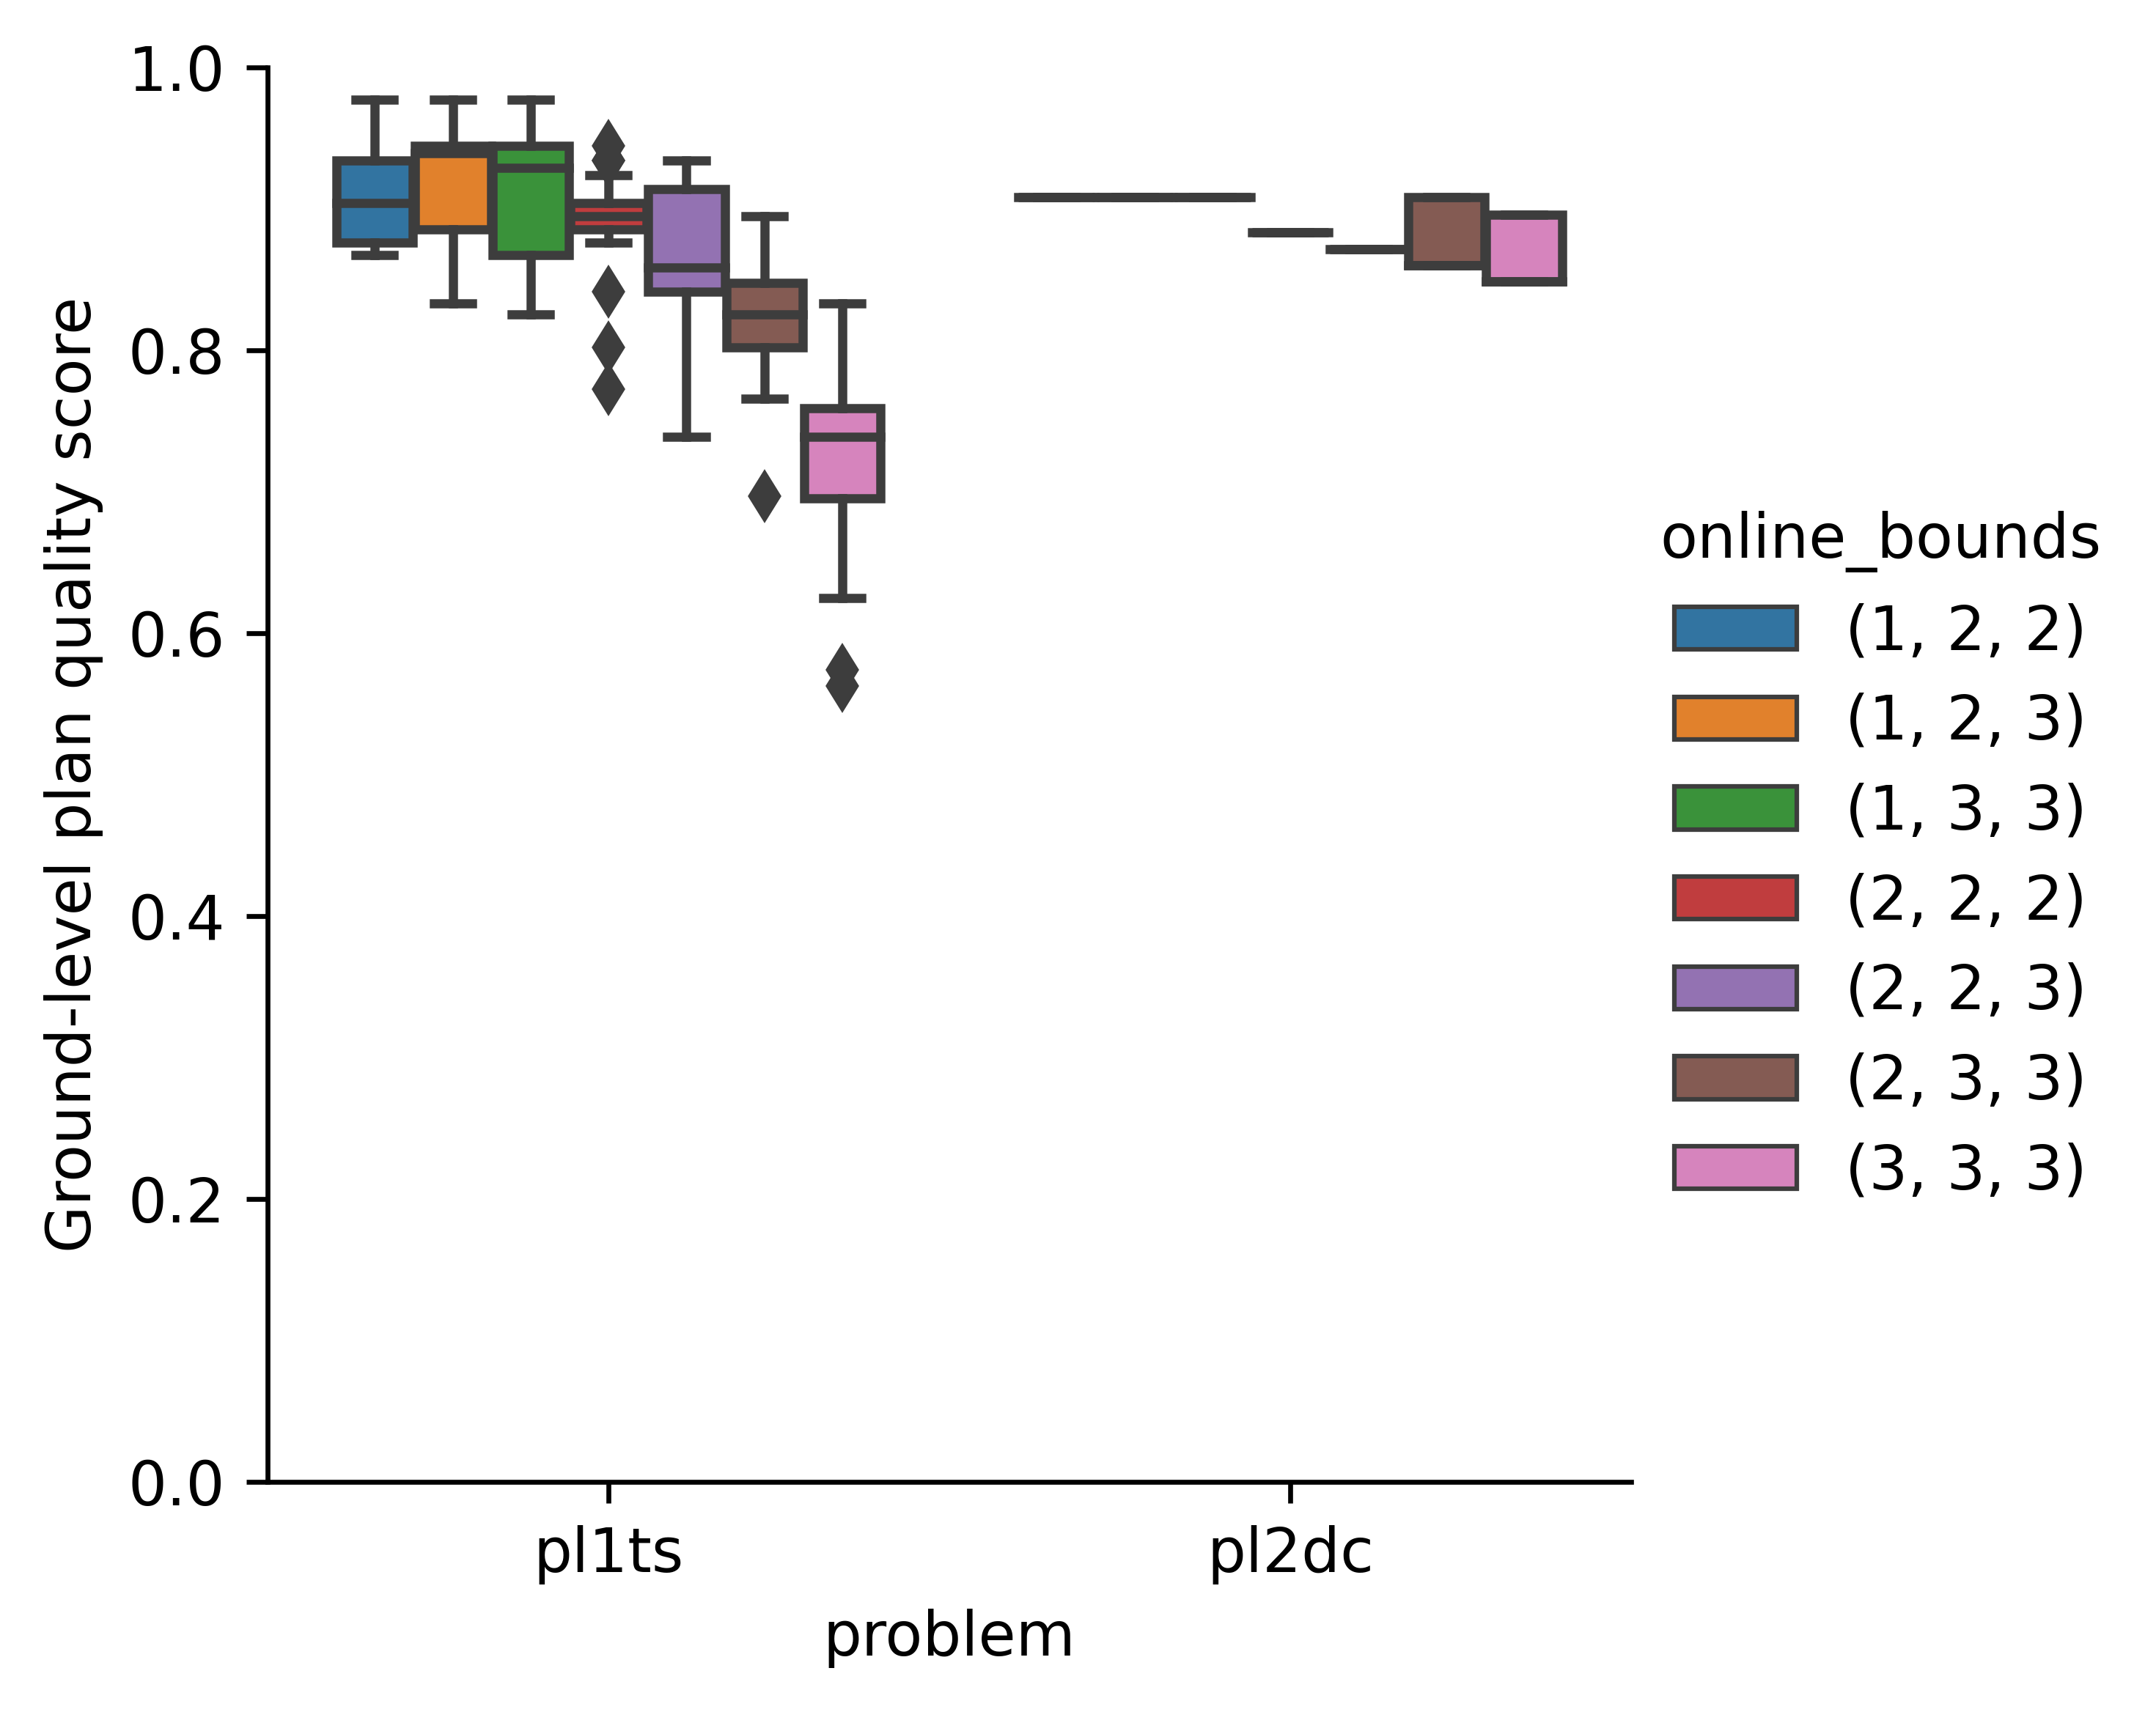 Ground-level plan quality score
1.0
0.8
0.6
0.4
0.2
0.0
pl1ts
pl2dc
problem
online_bounds
(1, 2, 2)
(1, 2, 3)
(1, 3, 3)
(2, 2, 2)
(2, 2, 3)
(2, 3, 3)
(3, 3, 3)